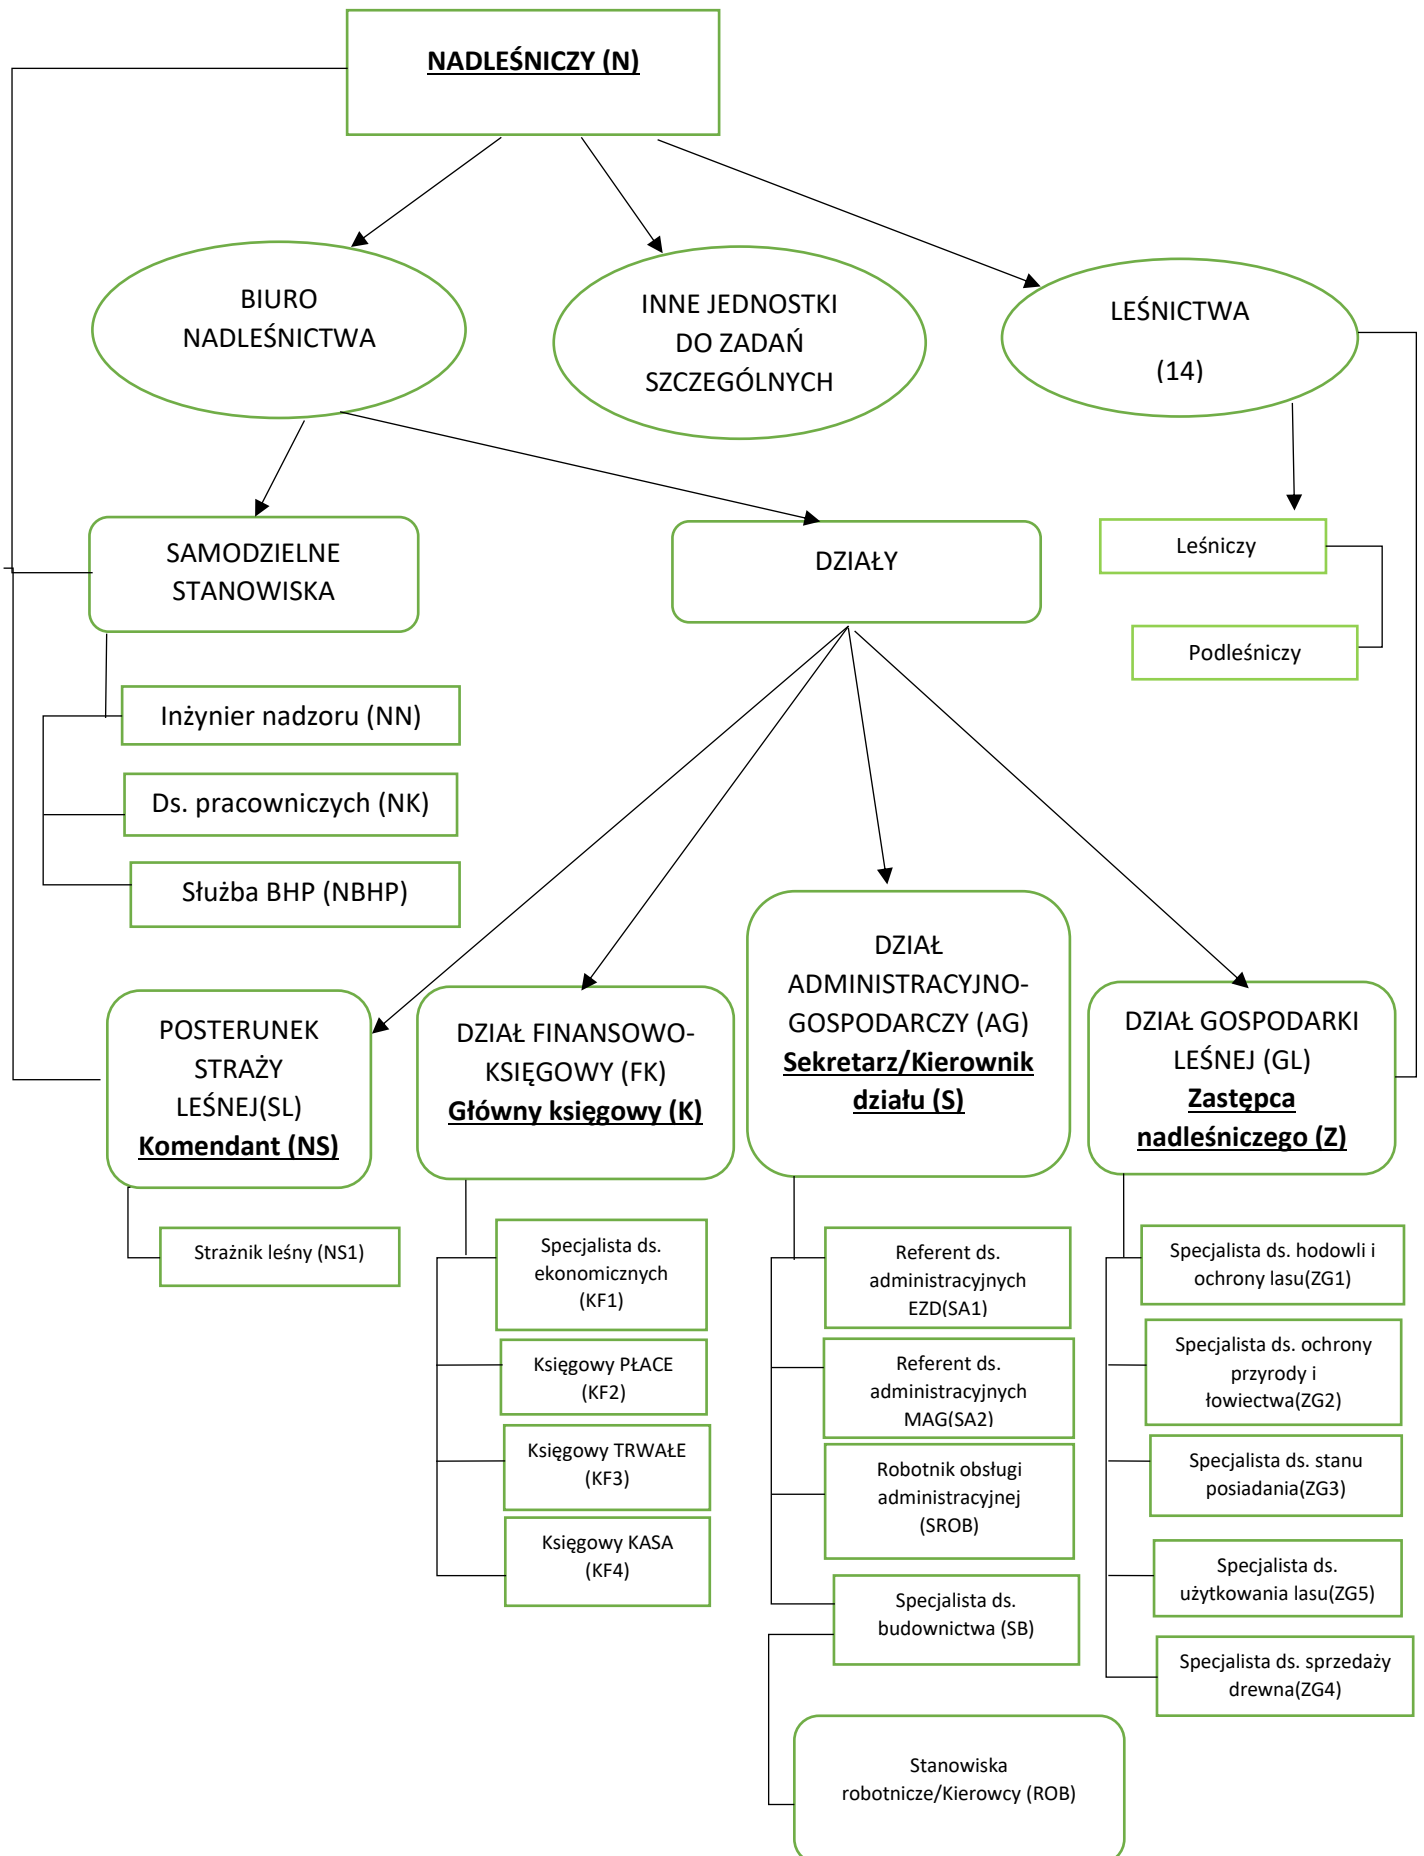 NADLEŚNICZY (N)
BIURO
NADLEŚNICTWA
INNE JEDNOSTKI
DO ZADAŃ
SZCZEGÓLNYCH
LEŚNICTWA
(14)
SAMODZIELNE
STANOWISKA
DZIAŁY
Leśniczy
Podleśniczy
Inżynier nadzoru (NN)
Ds. pracowniczych (NK)
Służba BHP (NBHP)
POSTERUNEK
STRAŻY
LEŚNEJ(SL)
Komendant (NS)
Strażnik leśny (NS1)
DZIAŁ FINANSOWO-
KSIĘGOWY (FK)
Główny księgowy (K)
Specjalista ds.
ekonomicznych
(KF1)
Księgowy PŁACE
(KF2)
Księgowy TRWAŁE
(KF3)
Księgowy KASA
(KF4)
DZIAŁ
ADMINISTRACYJNO-
GOSPODARCZY (AG)
Sekretarz/Kierownik
działu (S)
Referent ds.
administracyjnych
EZD(SA1)
Referent ds.
administracyjnych
MAG(SA2)
Robotnik obsługi
administracyjnej
(SROB)
Specjalista ds.
budownictwa (SB)
Stanowiska
robotnicze/Kierowcy (ROB)
DZIAŁ GOSPODARKI
LEŚNEJ (GL)
Zastępca
nadleśniczego (Z)
Specjalista ds. hodowli i
ochrony lasu(ZG1)
Specjalista ds. ochrony
przyrody i
łowiectwa(ZG2)
Specjalista ds. stanu
posiadania(ZG3)
Specjalista ds.
użytkowania lasu(ZG5)
Specjalista ds. sprzedaży
drewna(ZG4)